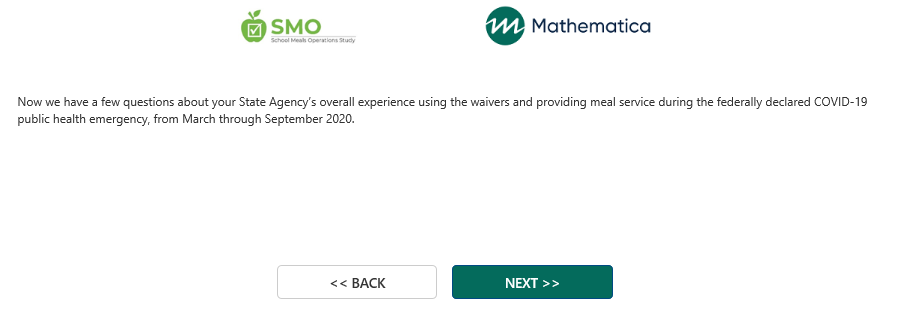 SMO
School Meals Operations Study
Mathematica
Now we have a few questions about your State Agency's overall experience using the waivers and providing meal service during the federally declared COVID-19
public health emergency, from March through September 2020.
<< BACK
NEXT >>